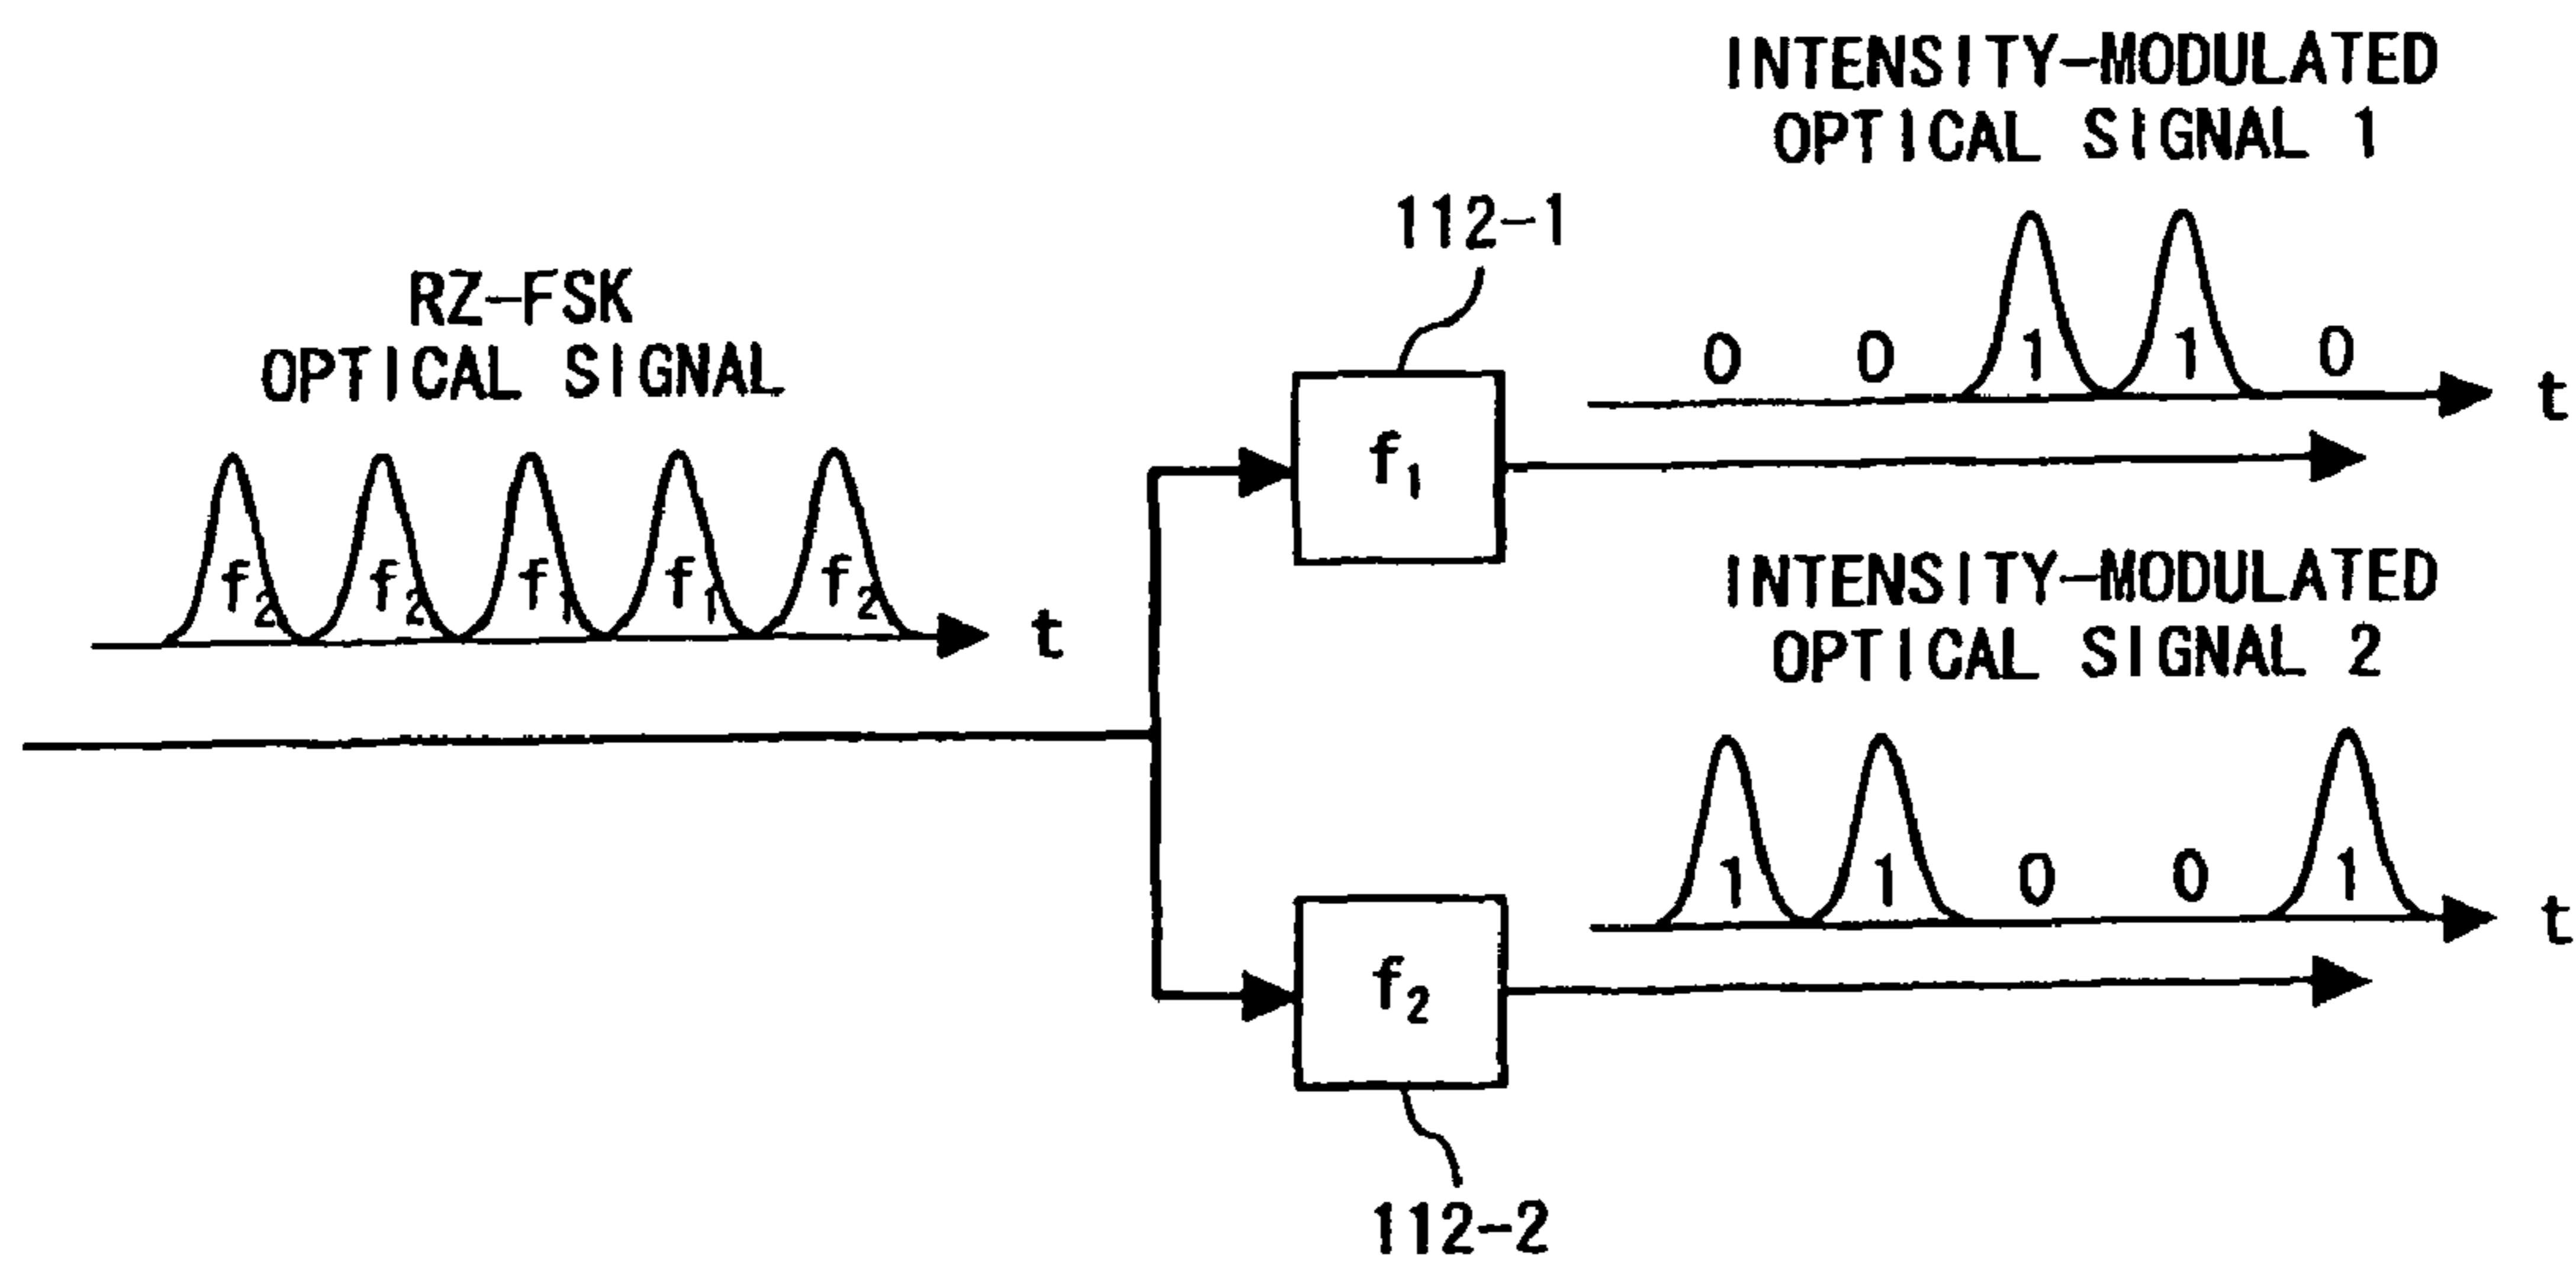 INTENSITY-MODULATED
OPTICAL SIGNAL 1
112-1
RZ-FSK
OPTICAL SIGNAL
f₂ f₂ f₁ f₁ f₂
t
f₁
0 0 1 1 0
t
INTENSITY-MODULATED
OPTICAL SIGNAL 2
f₂
1 1 0 0 1
t
112-2